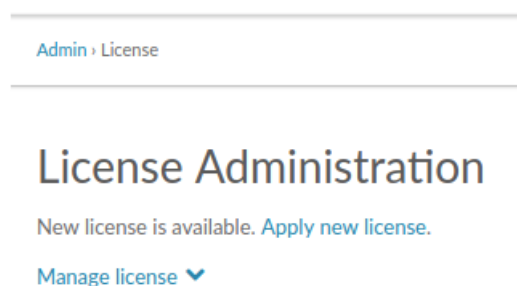 Admin › License
License Administration
New license is available. Apply new license.
Manage license